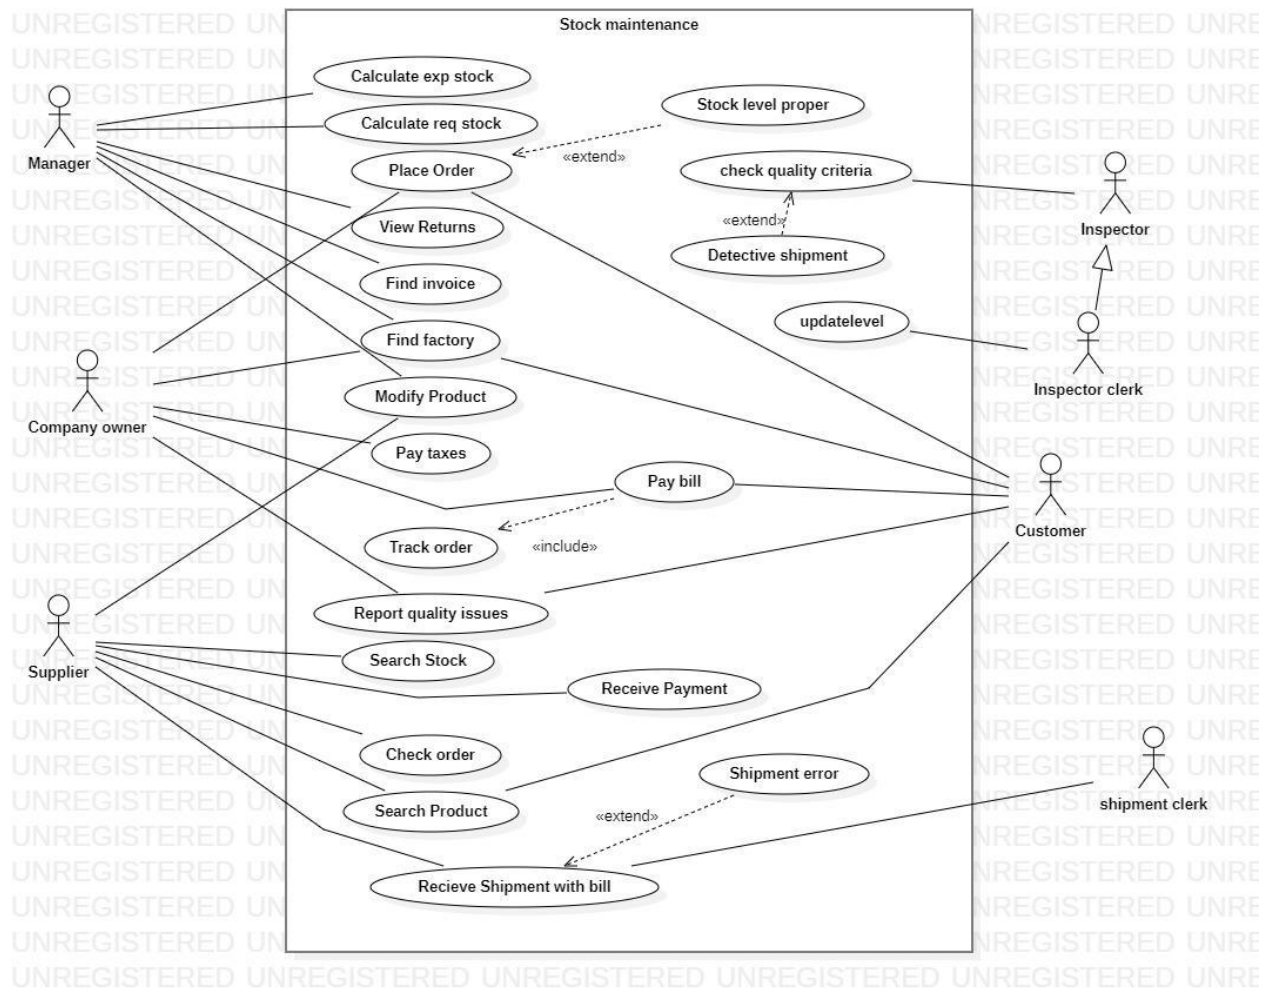 Stock maintenance
Calculate exp stock
Manager
Calculate req stock
Stock level proper
«extend»
Place Order
check quality criteria
Inspector
«extend»
View Returns
Detective shipment
Find invoice
updatelevel
Inspector clerk
Find factory
Company owner
Modify Product
Pay taxes
Pay bill
Customer
Track order
«include»
Report quality issues
Supplier
Search Stock
Receive Payment
Check order
Shipment error
shipment clerk
Search Product
«extend»
Recieve Shipment with bill
UNREGISTERED